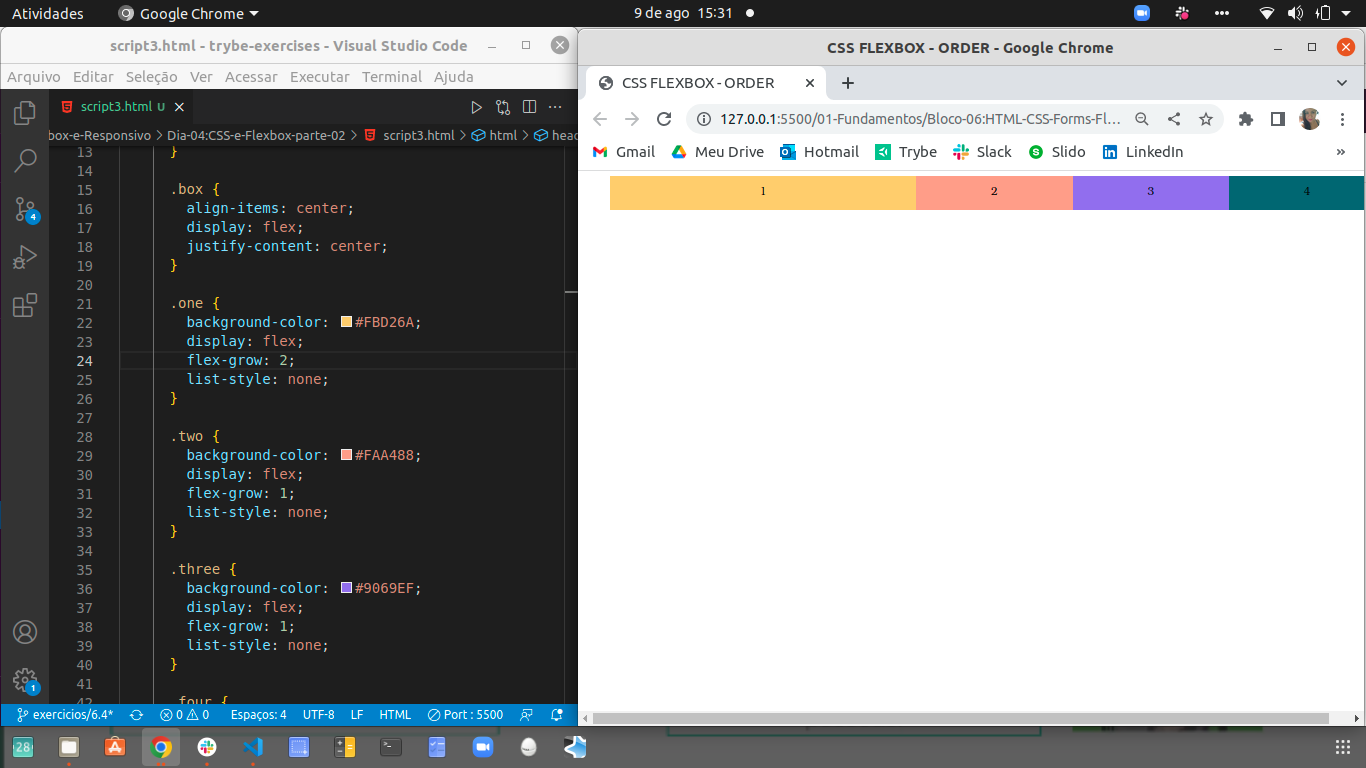 Atividades Google Chrome 9 de ago 15:31
script3.html - trybe-exercises - Visual Studio Code
Arquivo Editar Seleção Ver Acessar Executar Terminal Ajuda
script3.html U
box-e-Responsivo > Dia-04:CSS-e-Flexbox-parte-02 > script3.html > html > head
13 }
14
15 .box {
16 align-items: center;
17 display: flex;
18 justify-content: center;
19 }
20
21 .one {
22 background-color: #FBD26A;
23 display: flex;
24 flex-grow: 2;
25 list-style: none;
26 }
27
28 .two {
29 background-color: #FAA488;
30 display: flex;
31 flex-grow: 1;
32 list-style: none;
33 }
34
35 .three {
36 background-color: #9069EF;
37 display: flex;
38 flex-grow: 1;
39 list-style: none;
40 }
41
42 .four {
4
1
exercicios/6.4* 0 0 Espaços: 4 UTF-8 LF HTML Port : 5500
CSS FLEXBOX - ORDER - Google Chrome
CSS FLEXBOX - ORDER
127.0.0.1:5500/01-Fundamentos/Bloco-06:HTML-CSS-Forms-Fl...
Gmail Meu Drive Hotmail Trybe Slack Slido LinkedIn »
1 2 3 4
28